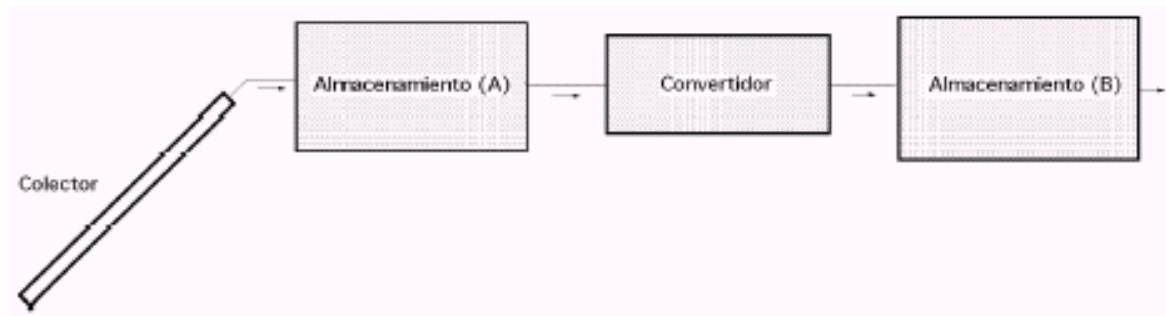 Almacenamiento (A)
Convertidor
Almacenamiento (B)
Colector